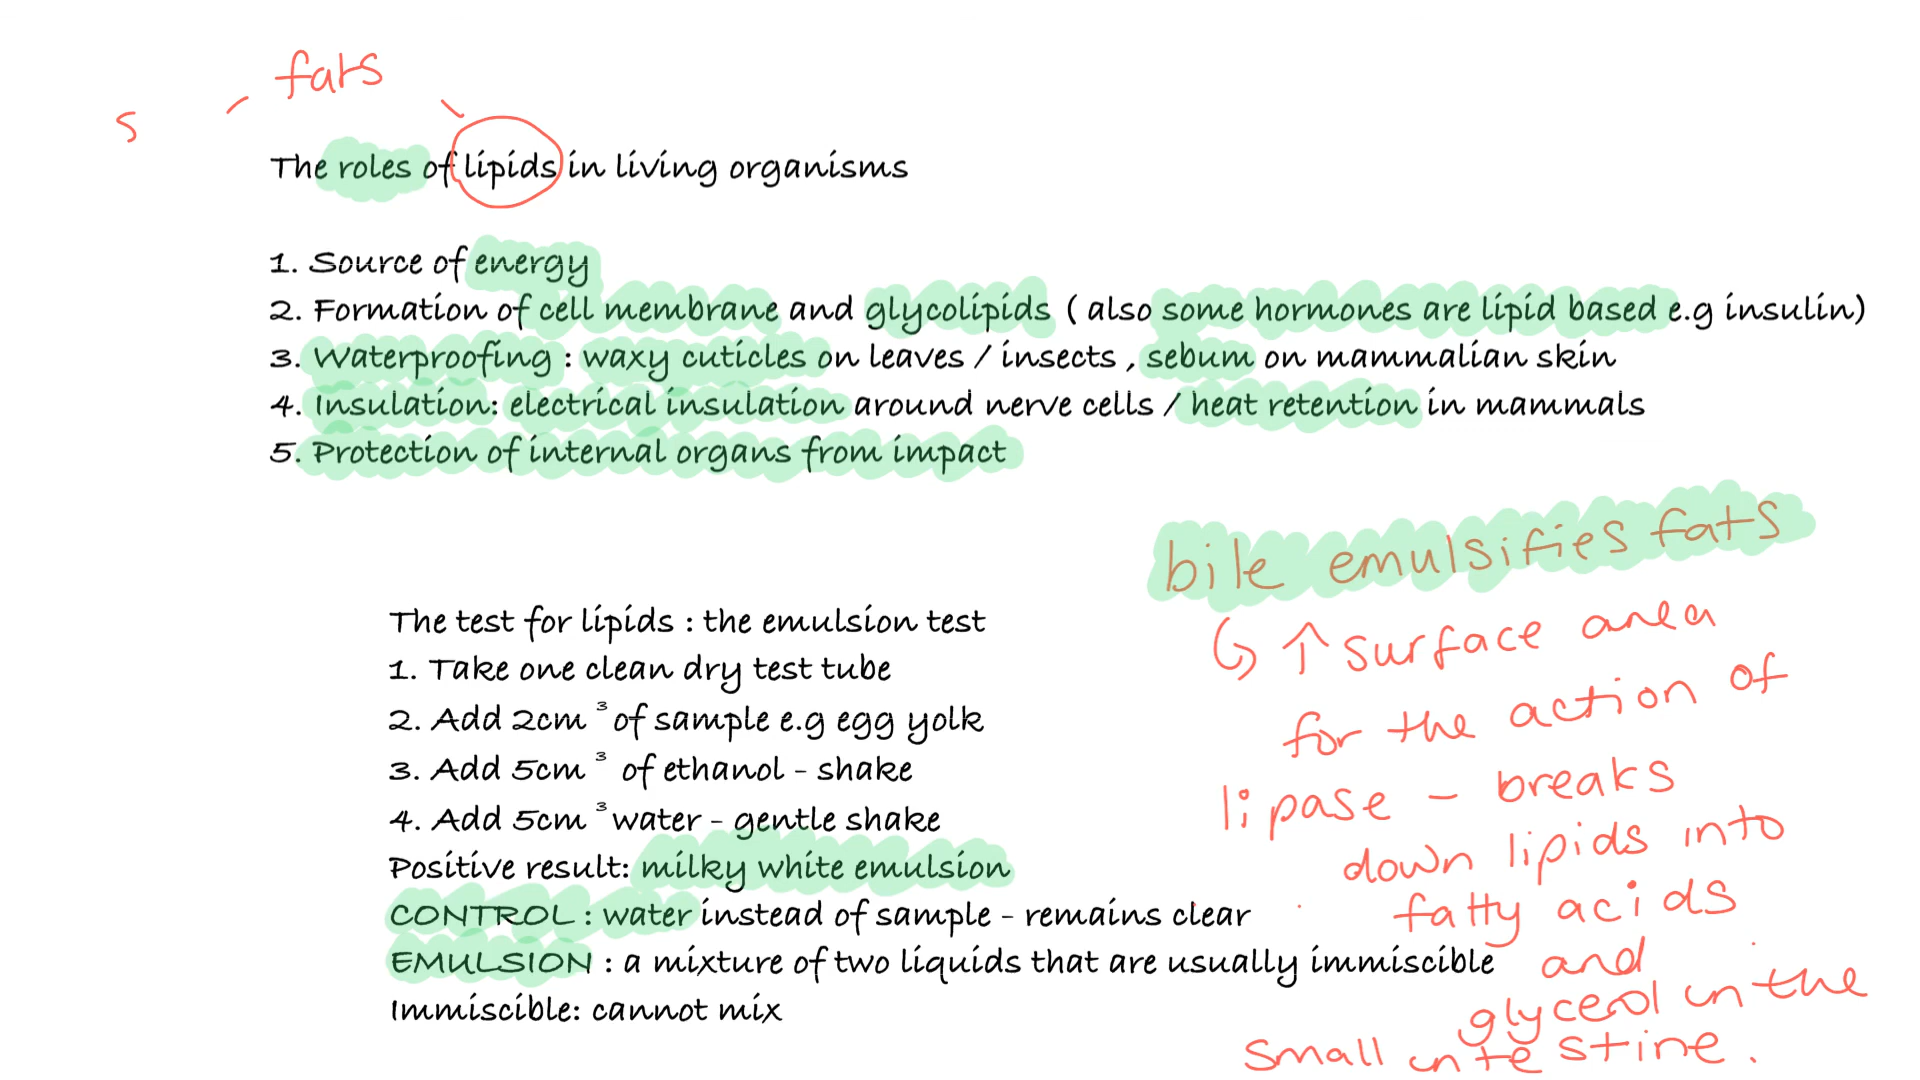 fats
s
The roles of lipids in living organisms
1. Source of energy
2. Formation of cell membrane and glycolipids ( also some hormones are lipid based e.g insulin)
3. Waterproofing : waxy cuticles on leaves / insects , sebum on mammalian skin
4. Insulation: electrical insulation around nerve cells / heat retention in mammals
5. Protection of internal organs from impact
bile emulsifies fats
↳ ↑ surface area
for the action of
lipase - breaks
down lipids into
fatty acids
and
glycerol in the
small intestine.
The test for lipids : the emulsion test
1. Take one clean dry test tube
2. Add 2cm³ of sample e.g egg yolk
3. Add 5cm³ of ethanol - shake
4. Add 5cm³ water - gentle shake
Positive result: milky white emulsion
CONTROL : water instead of sample - remains clear
EMULSION : a mixture of two liquids that are usually immiscible
Immiscible: cannot mix